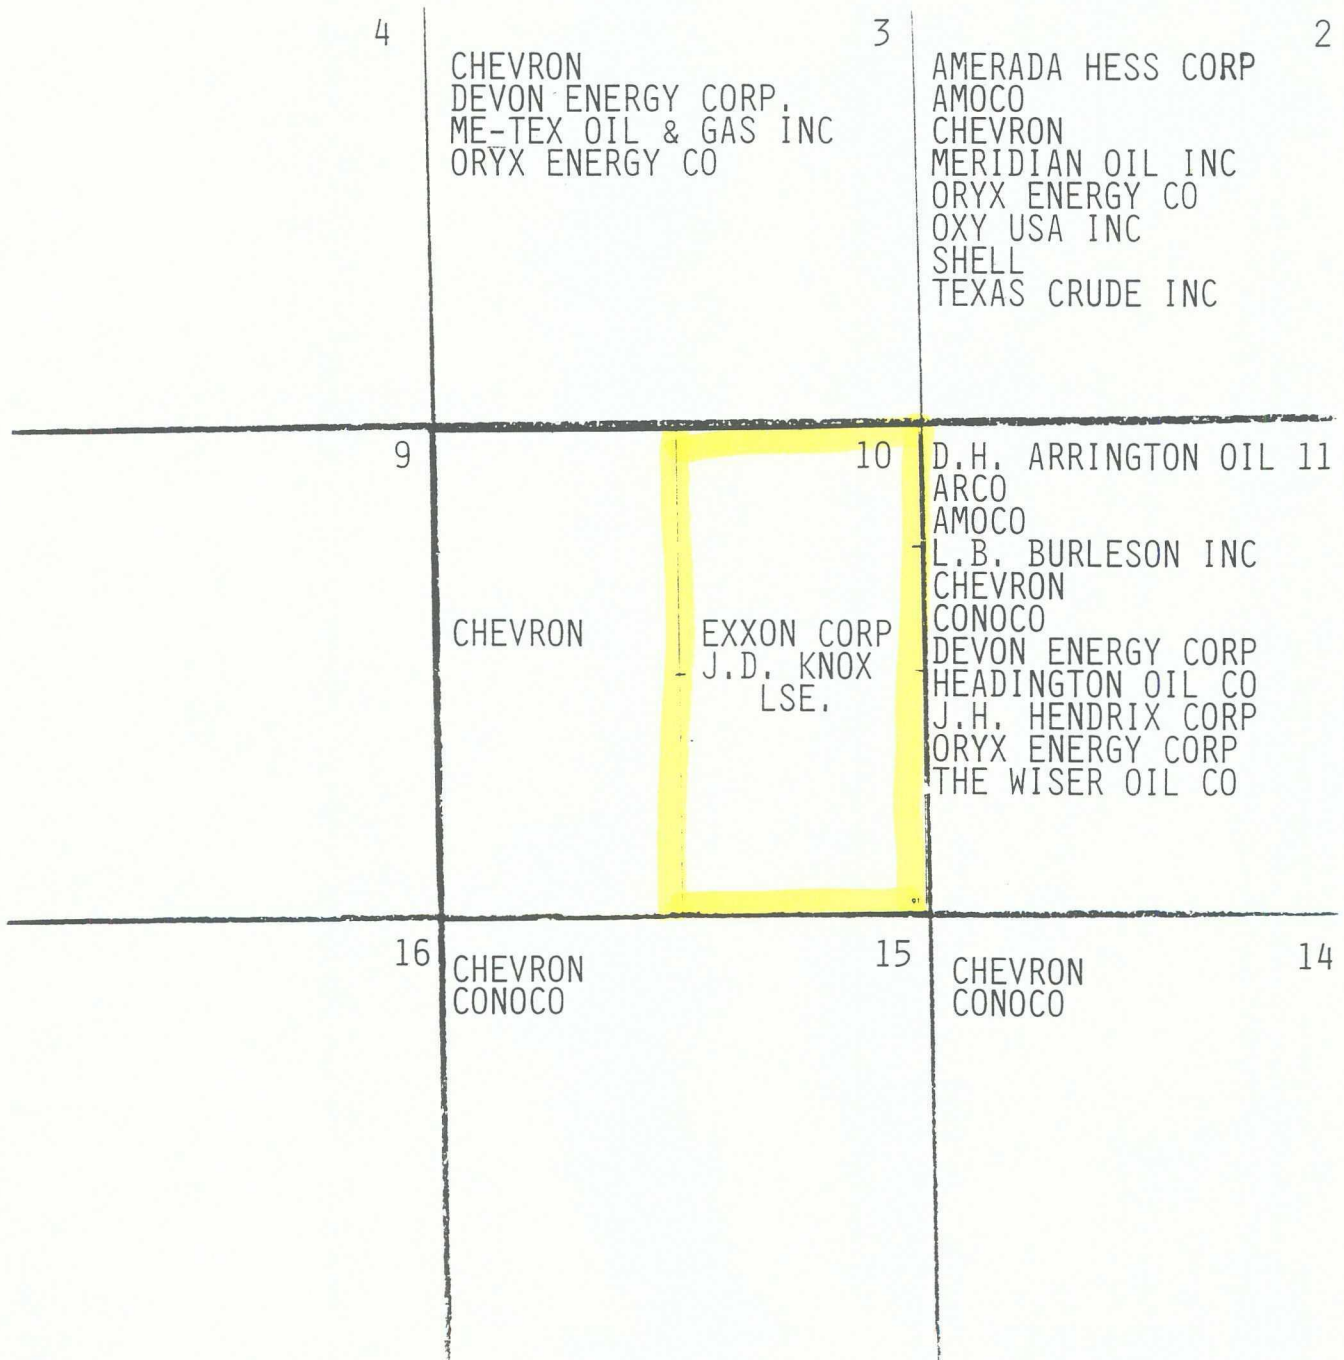 4
3
2
CHEVRON
DEVON ENERGY CORP.
ME-TEX OIL & GAS INC
ORYX ENERGY CO
AMERADA HESS CORP
AMOCO
CHEVRON
MERIDIAN OIL INC
ORYX ENERGY CO
OXY USA INC
SHELL
TEXAS CRUDE INC
9
10
CHEVRON
EXXON CORP
J.D. KNOX
LSE.
D.H. ARRINGTON OIL 11
ARCO
AMOCO
L.B. BURLESON INC
CHEVRON
CONOCO
DEVON ENERGY CORP
HEADINGTON OIL CO
J.H. HENDRIX CORP
ORYX ENERGY CORP
THE WISER OIL CO
16
15
14
CHEVRON
CONOCO
CHEVRON
CONOCO